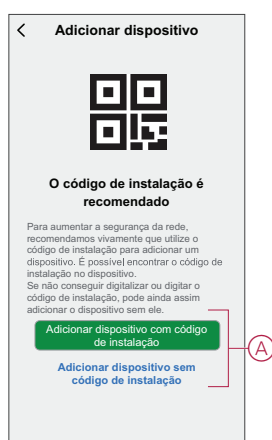 Adicionar dispositivo
O código de instalação é
recomendado
Para aumentar a segurança da rede,
recomendamos vivamente que utilize o
código de instalação para adicionar um
dispositivo. É possível encontrar o código de
instalação no dispositivo.
Se não conseguir digitalizar ou digitar o
código de instalação, pode ainda assim
adicionar o dispositivo sem ele.
Adicionar dispositivo com código
de instalação
A
Adicionar dispositivo sem
código de instalação